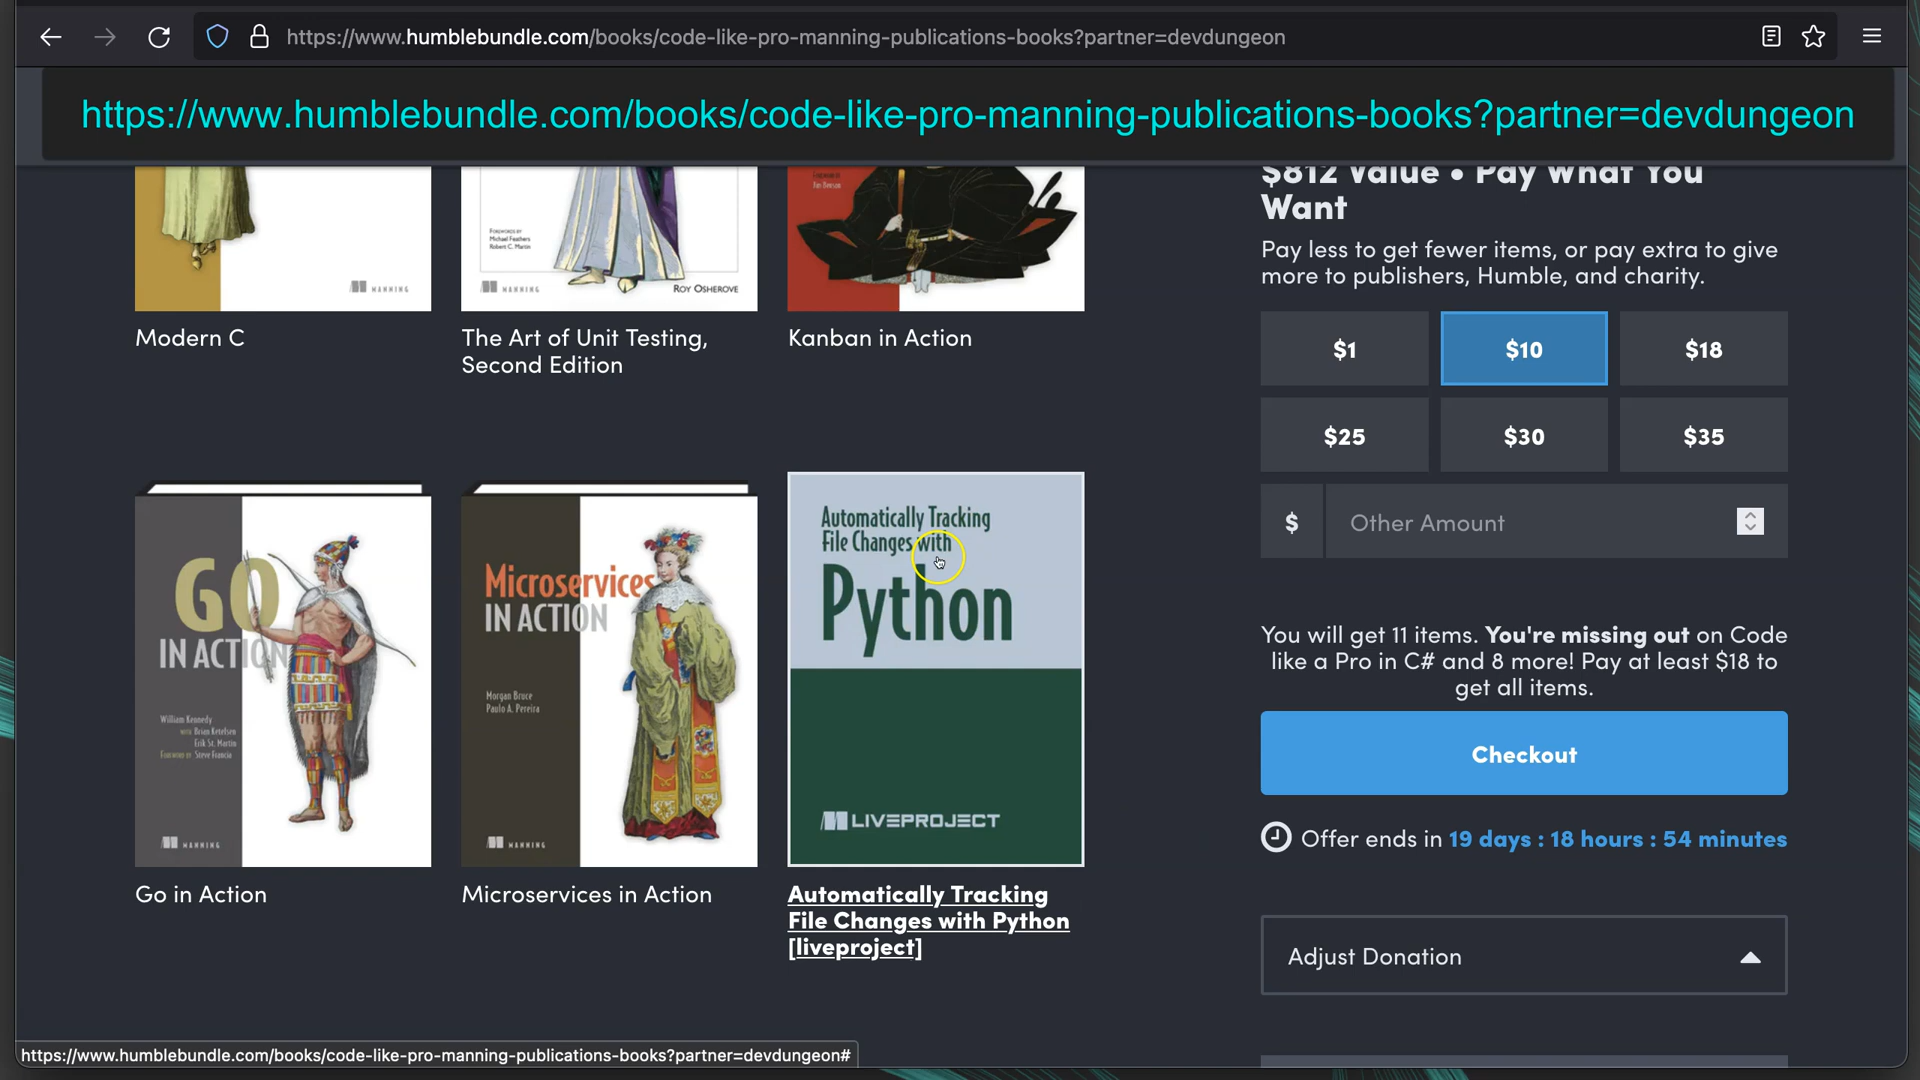 https://www.humblebundle.com/books/code-like-pro-manning-publications-books?partner=devdungeon
https://www.humblebundle.com/books/code-like-pro-manning-publications-books?partner=devdungeon
MANNING
Modern C
FOREWORDS BY
Michael Feathers
Robert C. Martin
MANNING
ROY OSHEROVE
The Art of Unit Testing,
Second Edition
Kanban in Action
GO
IN ACTION
William Kennedy
WITH Brian Ketelsen
Erik St. Martin
FOREWORD BY Steve Francia
MANNING
Go in Action
Microservices
IN ACTION
Morgan Bruce
Paulo A. Pereira
MANNING
Microservices in Action
Automatically Tracking
File Changes with
Python
LIVEPROJECT
Automatically Tracking
File Changes with Python
[liveproject]
$812 Value • Pay What You
Want
Pay less to get fewer items, or pay extra to give
more to publishers, Humble, and charity.
$1
$10
$18
$25
$30
$35
$
Other Amount
You will get 11 items. You're missing out on Code
like a Pro in C# and 8 more! Pay at least $18 to
get all items.
Checkout
Offer ends in 19 days : 18 hours : 54 minutes
Adjust Donation
https://www.humblebundle.com/books/code-like-pro-manning-publications-books?partner=devdungeon#